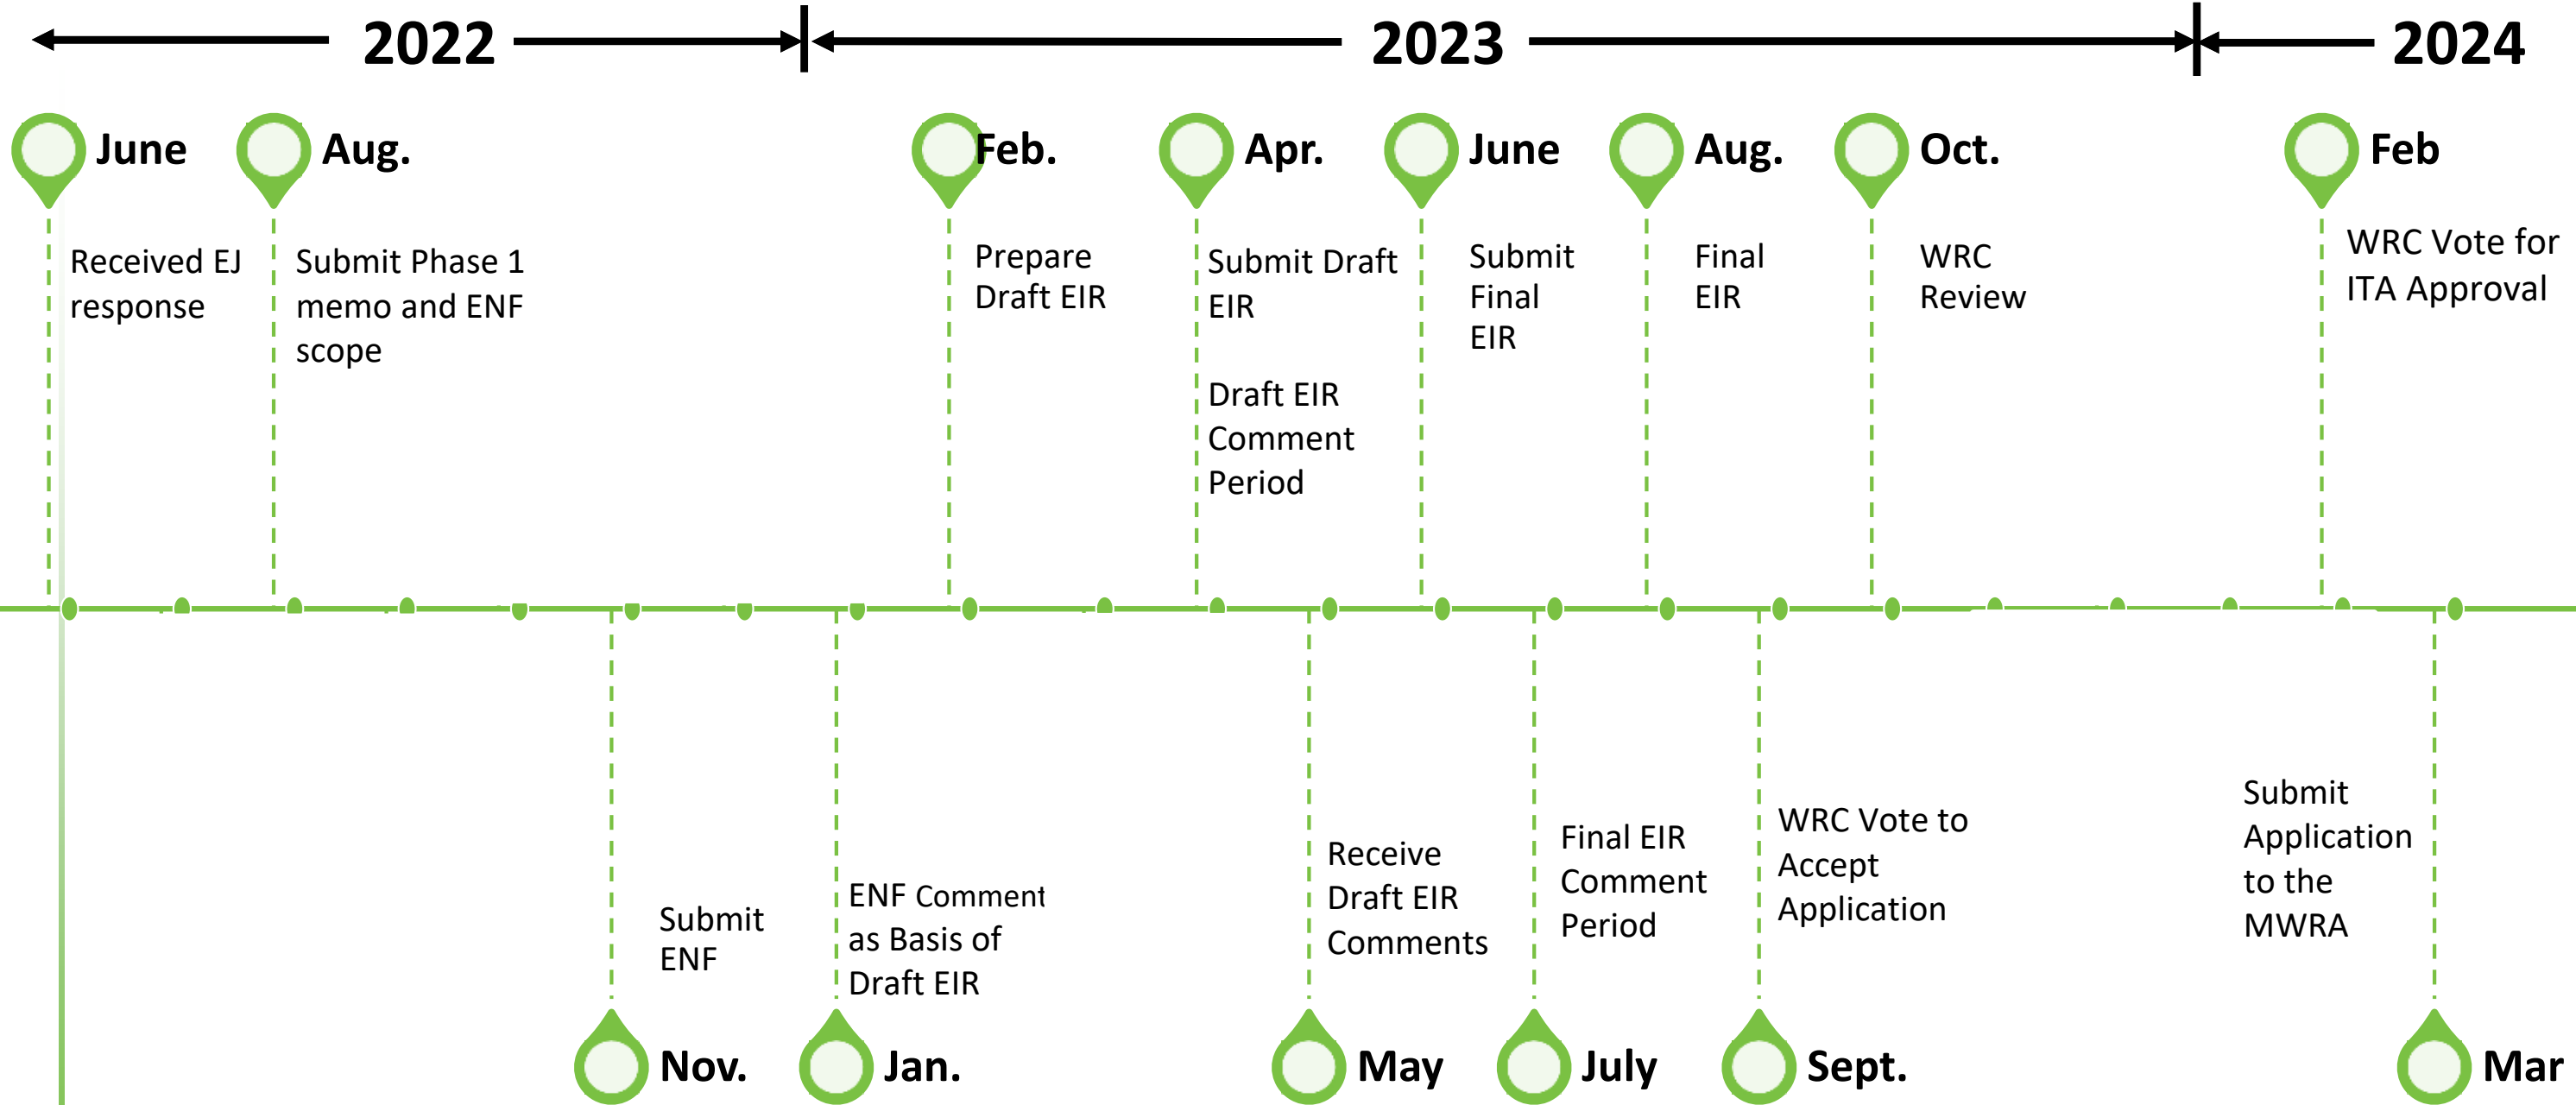 2022
2023
2024
June
Aug.
Feb.
Apr.
June
Aug.
Oct.
Feb
Received EJ
response
Submit Phase 1
memo and ENF
scope
Prepare
Draft EIR
Submit Draft
EIR
Draft EIR
Comment
Period
Submit
Final
EIR
Final
EIR
WRC
Review
WRC Vote for
ITA Approval
Submit
ENF
ENF Comment
as Basis of
Draft EIR
Receive
Draft EIR
Comments
Final EIR
Comment
Period
WRC Vote to
Accept
Application
Submit
Application
to the
MWRA
Nov.
Jan.
May
July
Sept.
Mar